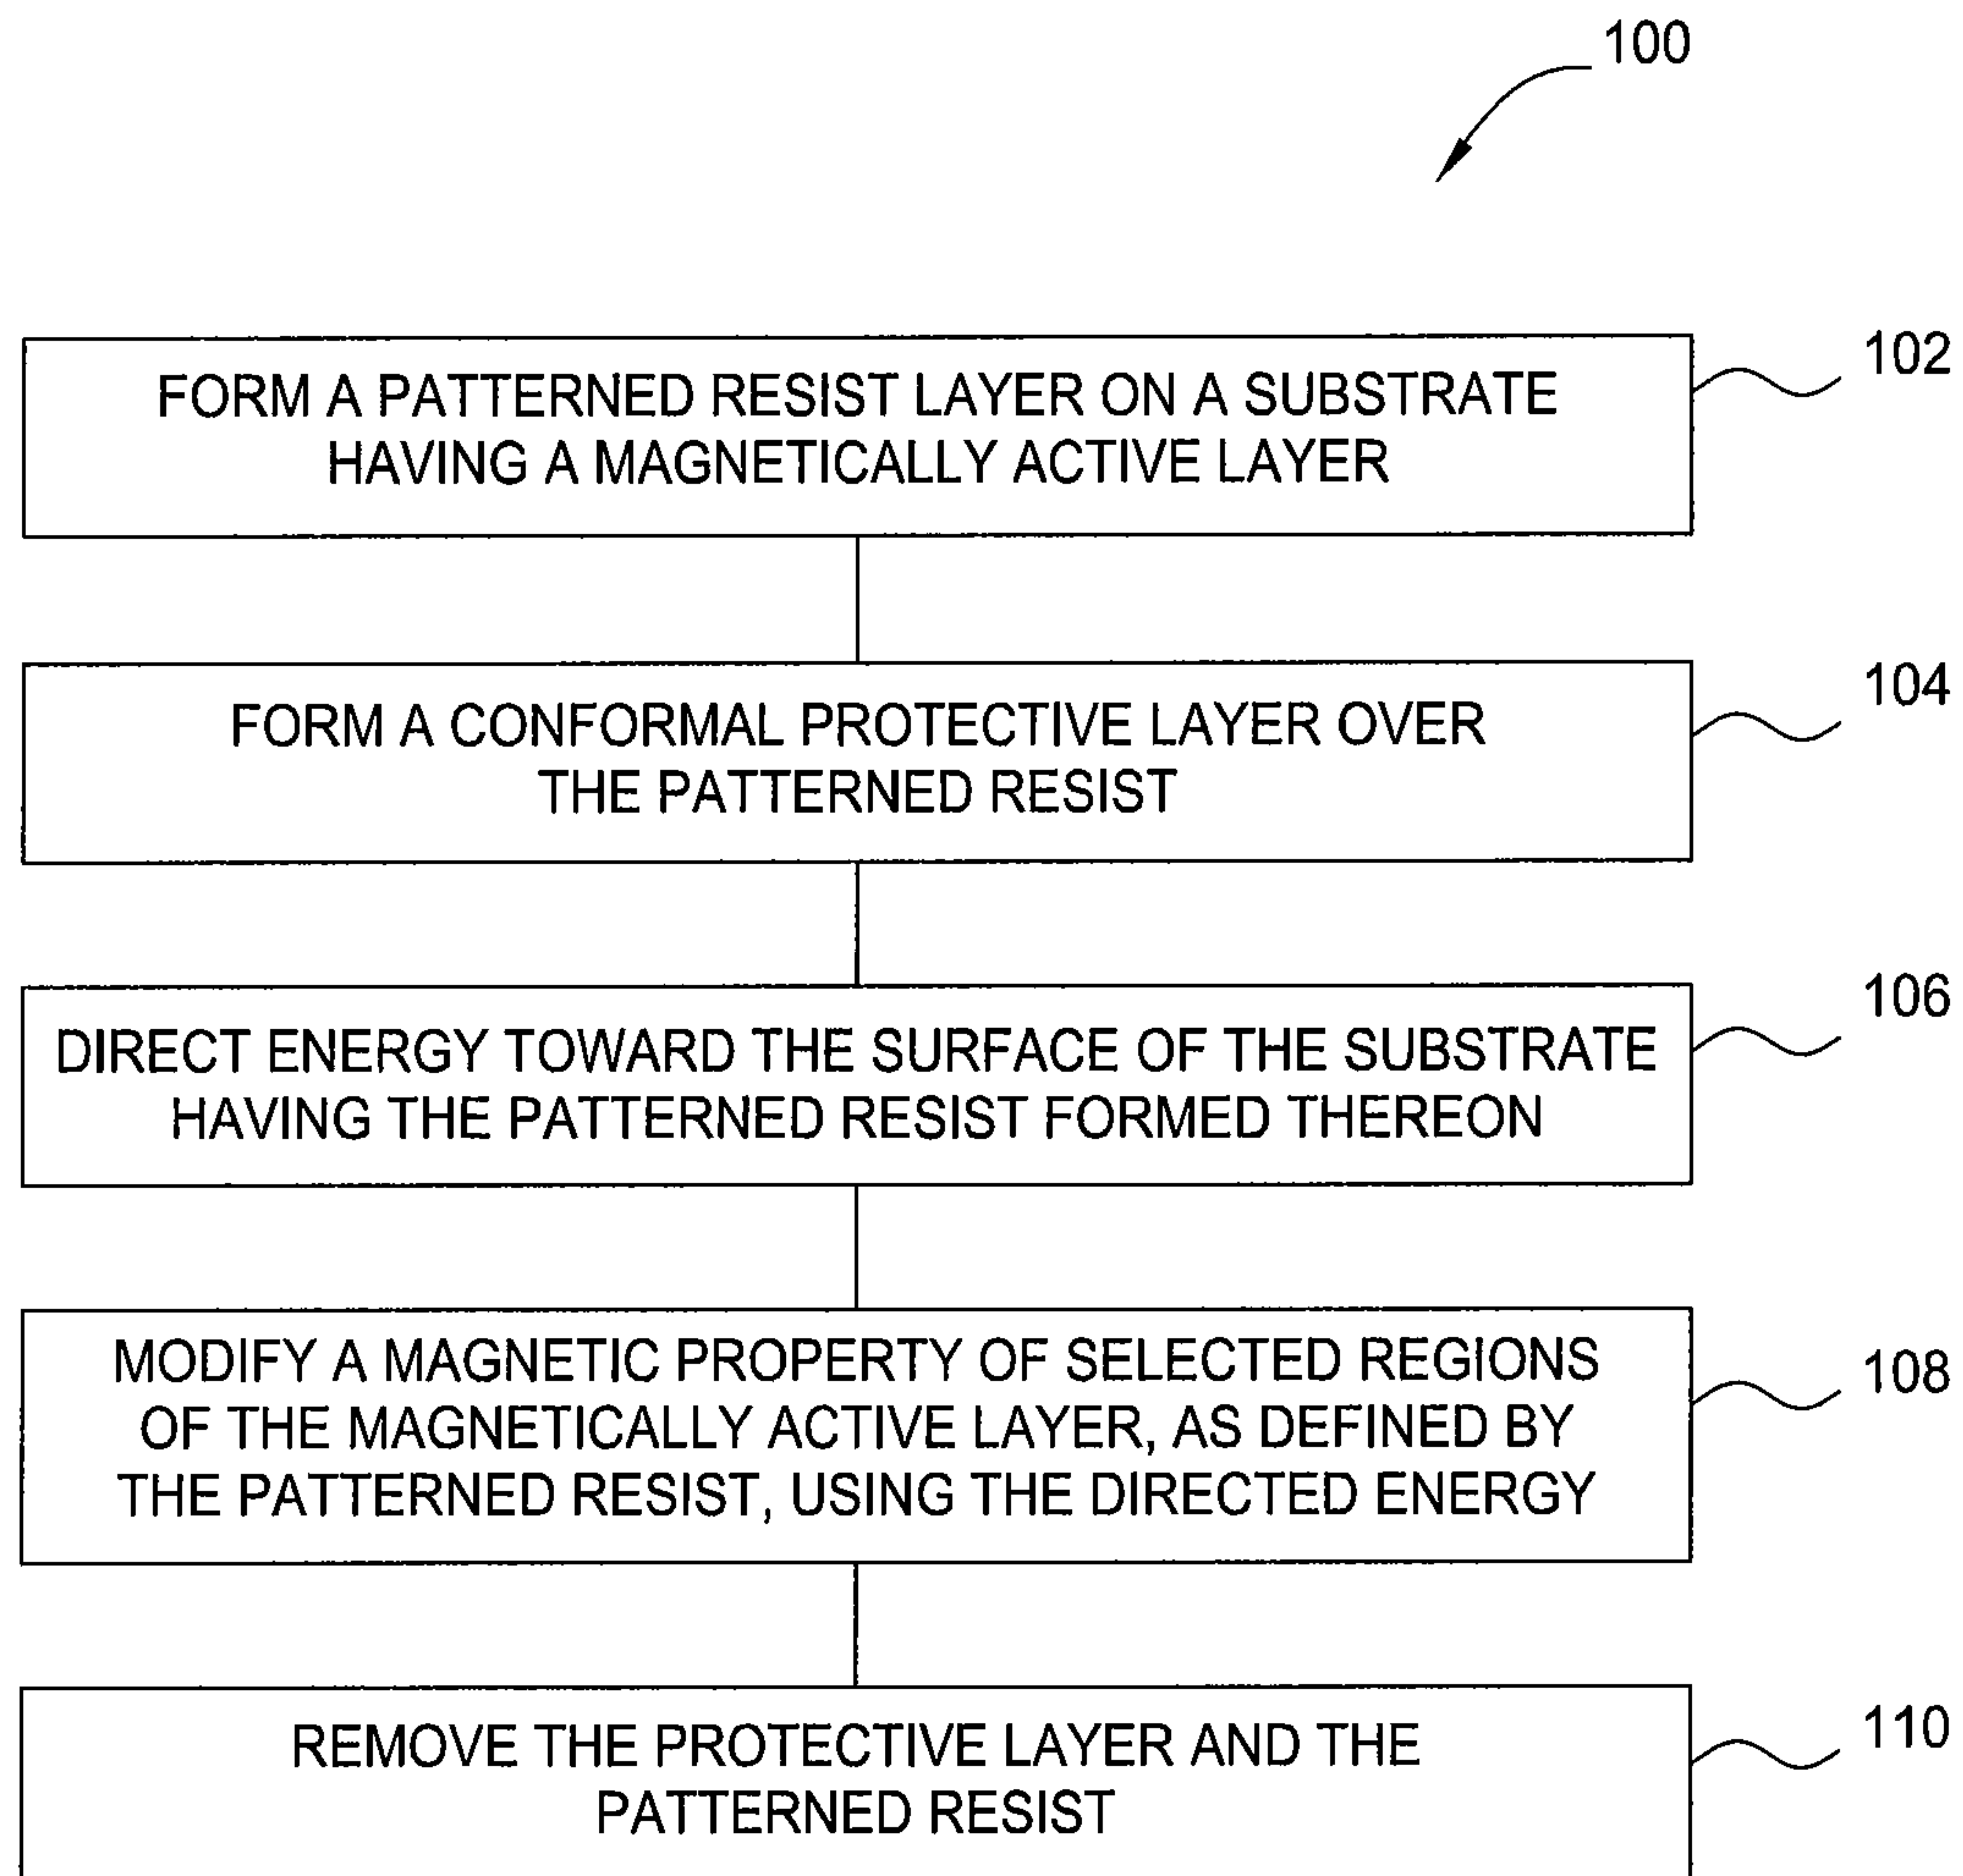 100
FORM A PATTERNED RESIST LAYER ON A SUBSTRATE
HAVING A MAGNETICALLY ACTIVE LAYER
102
FORM A CONFORMAL PROTECTIVE LAYER OVER
THE PATTERNED RESIST
104
DIRECT ENERGY TOWARD THE SURFACE OF THE SUBSTRATE
HAVING THE PATTERNED RESIST FORMED THEREON
106
MODIFY A MAGNETIC PROPERTY OF SELECTED REGIONS
OF THE MAGNETICALLY ACTIVE LAYER, AS DEFINED BY
THE PATTERNED RESIST, USING THE DIRECTED ENERGY
108
REMOVE THE PROTECTIVE LAYER AND THE
PATTERNED RESIST
110